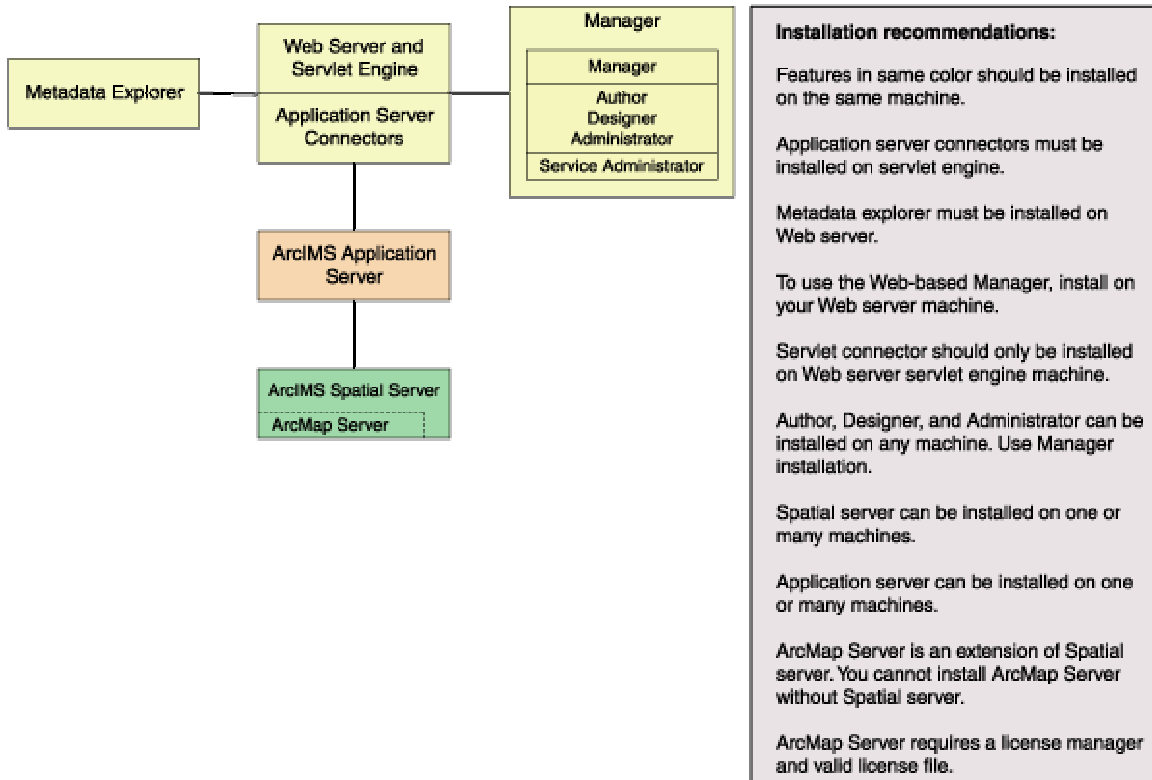 Metadata Explorer
Web Server and
Servlet Engine
Application Server
Connectors
Manager
Manager
Author
Designer
Administrator
Service Administrator
ArcIMS Application
Server
ArcIMS Spatial Server
ArcMap Server
Installation recommendations:
Features in same color should be installed
on the same machine.
Application server connectors must be
installed on servlet engine.
Metadata explorer must be installed on
Web server.
To use the Web-based Manager, install on
your Web server machine.
Servlet connector should only be installed
on Web server servlet engine machine.
Author, Designer, and Administrator can be
installed on any machine. Use Manager
installation.
Spatial server can be installed on one or
many machines.
Application server can be installed on one
or many machines.
ArcMap Server is an extension of Spatial
server. You cannot install ArcMap Server
without Spatial server.
ArcMap Server requires a license manager
and valid license file.